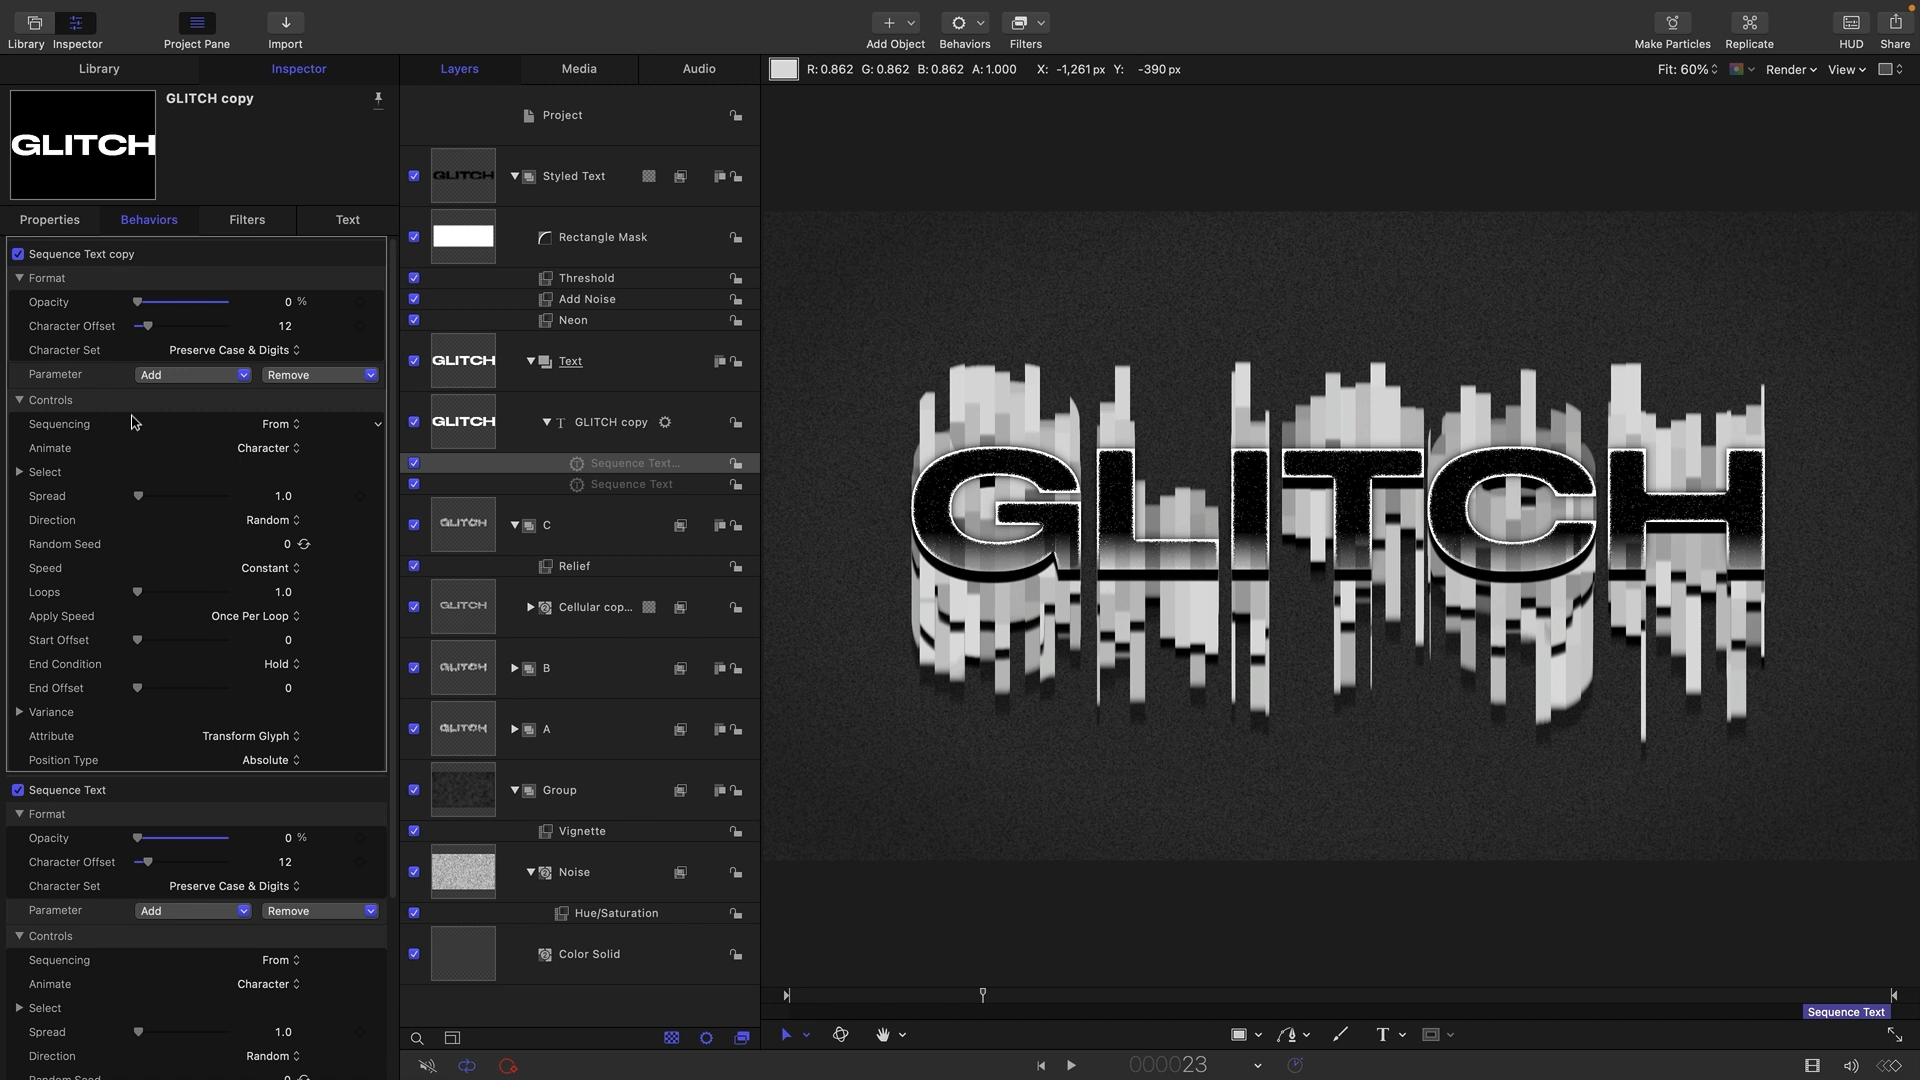 Library
Inspector
Project Pane
Import
Add Object
Behaviors
Filters
Make Particles
Replicate
HUD
Share
Library
Inspector
Layers
Media
Audio
R: 0.862 G: 0.862 B: 0.862 A: 1.000 X: -1,261 px Y: -390 px
Fit: 60%
Render
View
GLITCH
GLITCH copy
Properties
Behaviors
Filters
Text
Sequence Text copy
Format
Opacity 0 %
Character Offset 12
Character Set Preserve Case & Digits
Parameter Add Remove
Controls
Sequencing From
Animate Character
Select
Spread 1.0
Direction Random
Random Seed 0
Speed Constant
Loops 1.0
Apply Speed Once Per Loop
Start Offset 0
End Condition Hold
End Offset 0
Variance
Attribute Transform Glyph
Position Type Absolute
Sequence Text
Format
Opacity 0 %
Character Offset 12
Character Set Preserve Case & Digits
Parameter Add Remove
Controls
Sequencing From
Animate Character
Select
Spread 1.0
Direction Random
Random Seed 0
Project
GLITCH Styled Text
Rectangle Mask
Threshold
Add Noise
Neon
GLITCH Text
GLITCH GLITCH copy
Sequence Text...
Sequence Text
GLITCH C
Relief
GLITCH Cellular cop...
GLITCH B
GLITCH A
Group
Vignette
Noise
Hue/Saturation
Color Solid
GLITCH
Sequence Text
T
000023